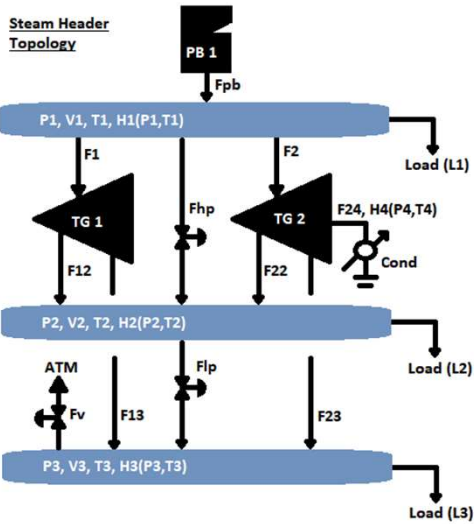 Steam Header
Topology
PB 1
Fpb
P1, V1, T1, H1(P1,T1)
F1
F2
Load (L1)
TG 1
Fhp
TG 2
F24, H4(P4,T4)
F12
F22
Cond
P2, V2, T2, H2(P2,T2)
ATM
Flp
Load (L2)
Fv
F13
F23
P3, V3, T3, H3(P3,T3)
Load (L3)